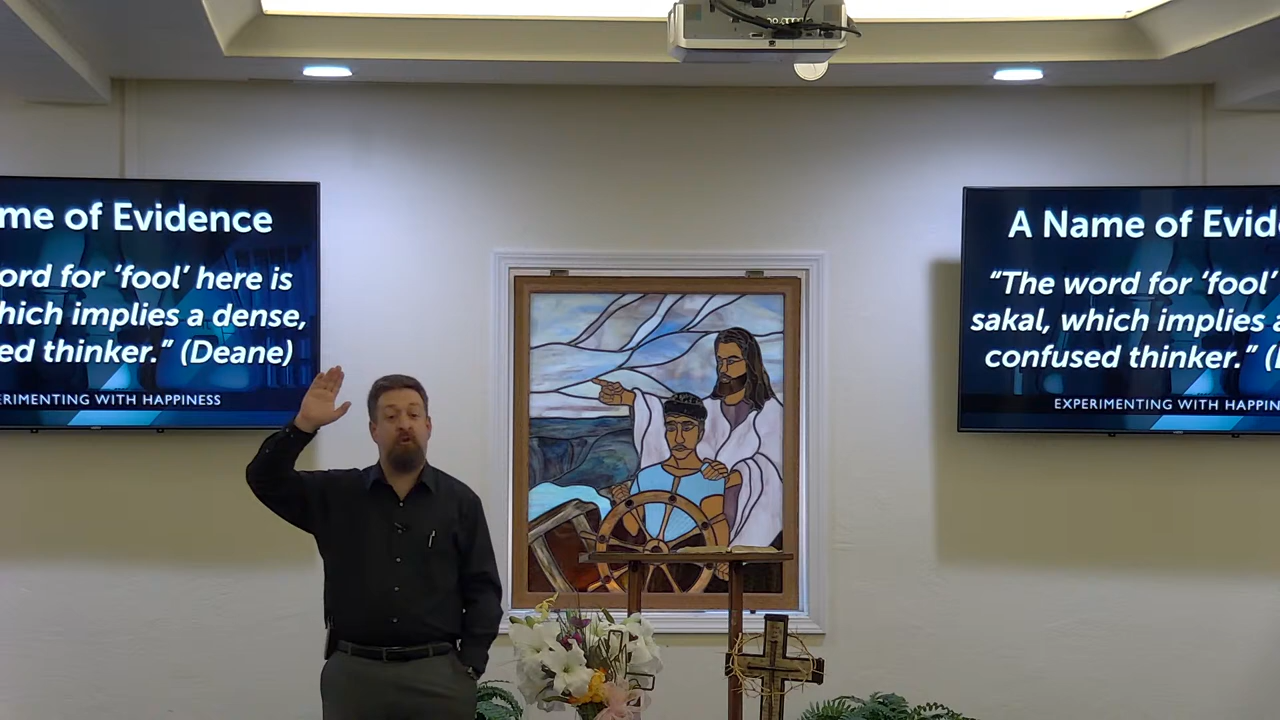 me of Evidence
ord for ‘fool’ here is
hich implies a dense,
ed thinker.” (Deane)
ERIMENTING WITH HAPPINESS
A Name of Evid
“The word for ‘fool’
sakal, which implies a
confused thinker.” (
EXPERIMENTING WITH HAPPIN